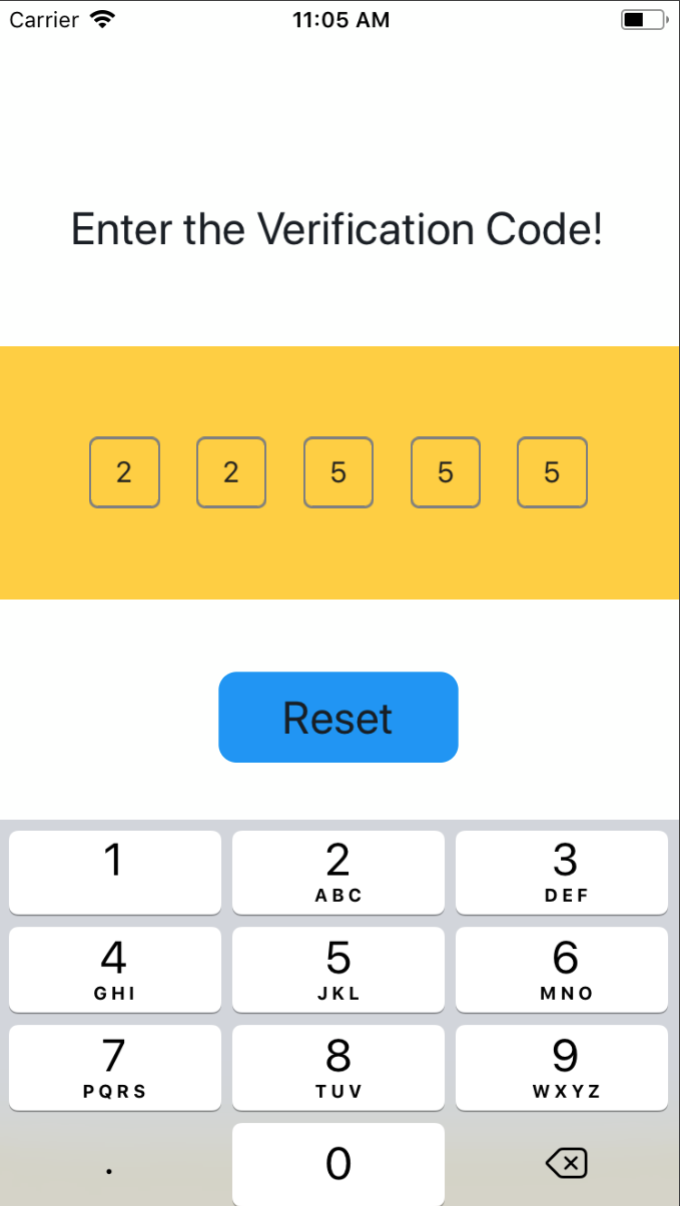 Carrier 11:05 AM
Enter the Verification Code!
2 2 5 5 5
Reset
1 2 3
ABC DEF
4 5 6
GHI JKL MNO
7 8 9
PQRS TUV WXYZ
. 0